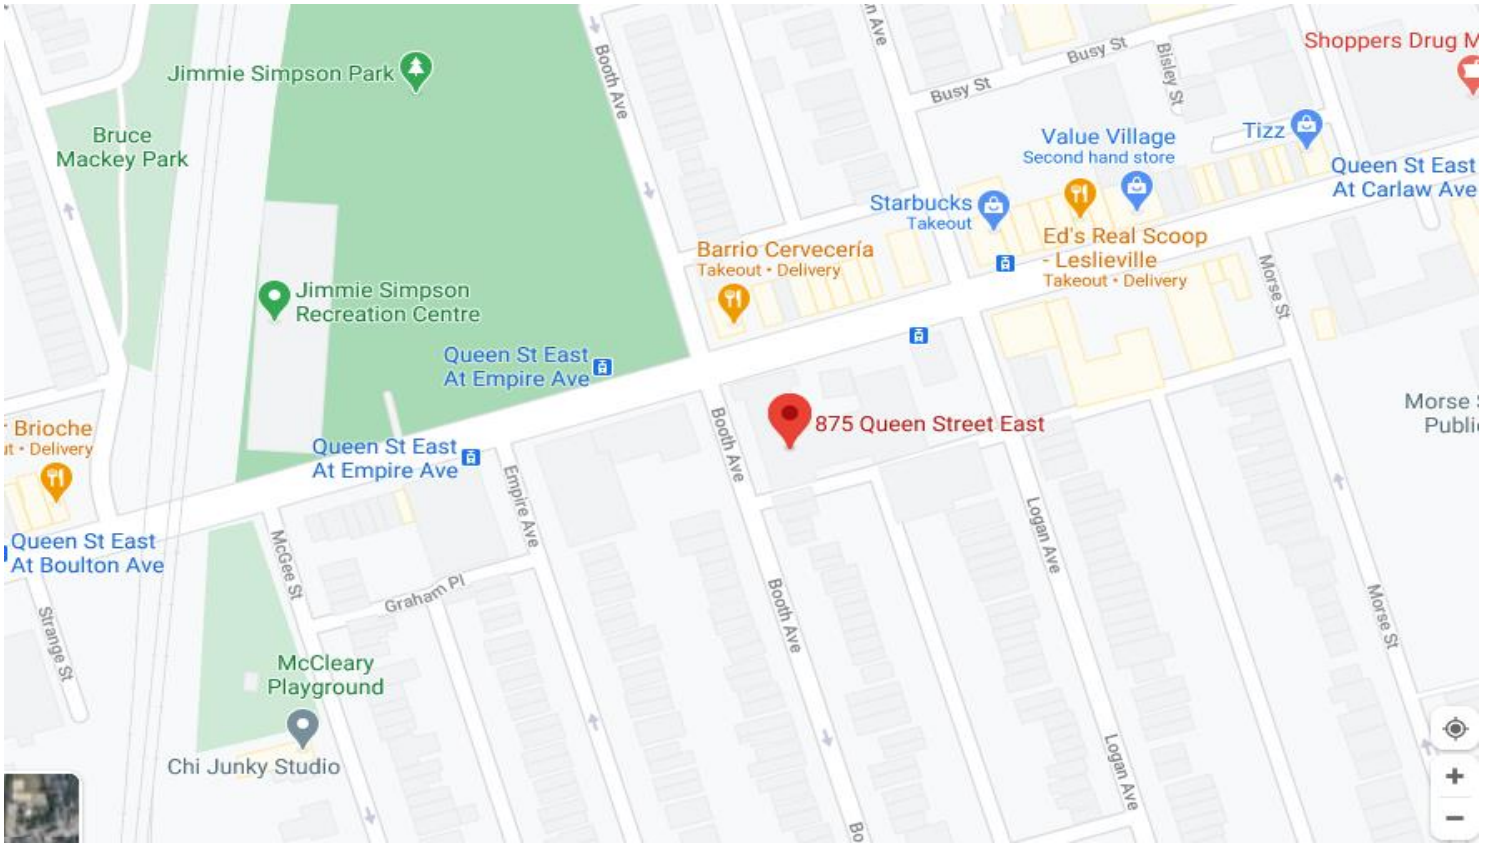 Jimmie Simpson Park
Booth Ave
Busy St
Busy St
Bisley St
Shoppers Drug
Bruce
Mackey Park
Value Village
Second hand store
Tizz
Queen St East
At Carlaw Ave
Starbucks
Takeout
Ed's Real Scoop
- Leslieville
Takeout • Delivery
Barrio Cervecería
Takeout • Delivery
Morse St
Jimmie Simpson
Recreation Centre
Queen St East
At Empire Ave
875 Queen Street East
Booth Ave
Morse
Brioche
Delivery
Queen St East
At Empire Ave
Empire Ave
Logan Ave
Queen St East
At Boulton Ave
McGee St
Graham Pl
Booth Ave
Morse St
Strange St
McCleary
Playground
Chi Junky Studio
Logan Ave